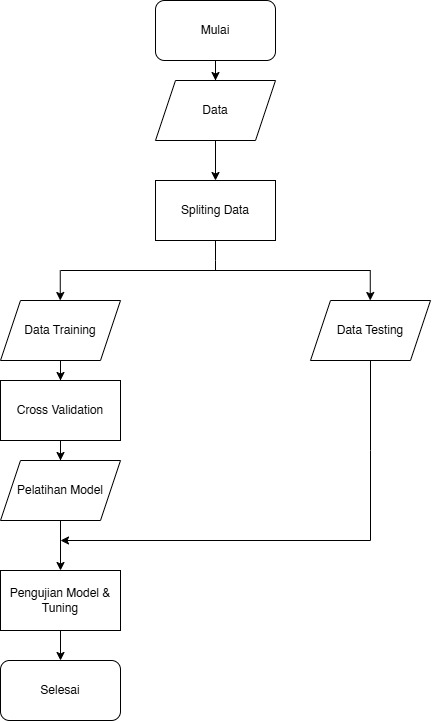 Mulai
Data
Spliting Data
Data Training
Data Testing
Cross Validation
Pelatihan Model
Pengujian Model &
Tuning
Selesai